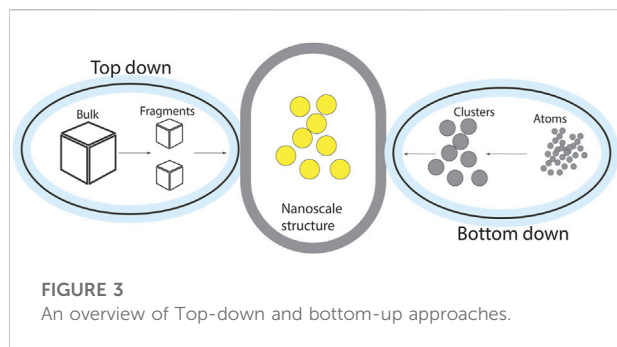 Top down
Bulk
Fragments
Nanoscale
structure
Clusters
Atoms
Bottom down
FIGURE 3
An overview of Top-down and bottom-up approaches.